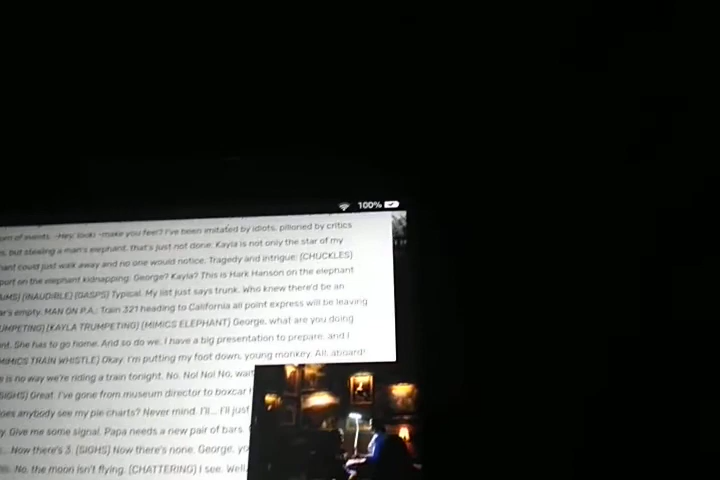 100%
of events. -Hey, look! -make you feel? I've been imitated by idiots, pilloried by critics
but stealing a man's elephant, that's just not done. Kayla is not only the star of my
could just walk away and no one would notice. Tragedy and intrigue. (CHUCKLES)
on the elephant kidnapping. George? Kayla? This is Hark Hanson on the elephant
(INAUDIBLE) (GASPS) Typical. My list just says trunk. Who knew there'd be an
empty. MAN ON P.A.: Train 321 heading to California all point express will be leaving
(KAYLA TRUMPETING) (MIMICS ELEPHANT) George, what are you doing
She has to go home. And so do we. I have a big presentation to prepare, and I
TRAIN WHISTLE) Okay. I'm putting my foot down, young monkey. All, aboard!
is no way we're riding a train tonight. No. No! No, wait
Great. I've gone from museum director to boxcar
anybody see my pie charts? Never mind. I'll... I'll just
Give me some signal. Papa needs a new pair of bars.
Now there's 3. (SIGHS) Now there's none. George,
No, the moon isn't flying. (CHATTERING) I see. Well,